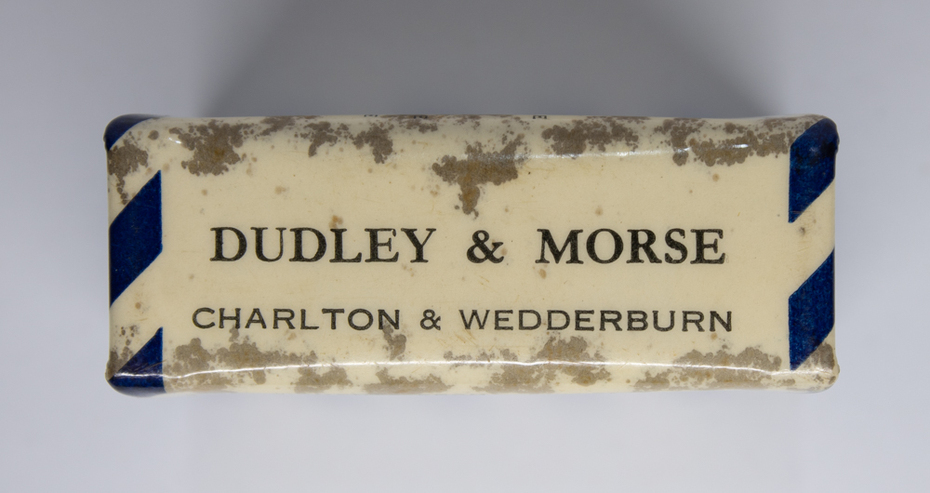 DUDLEY & MORSE
CHARLTON & WEDDERBURN